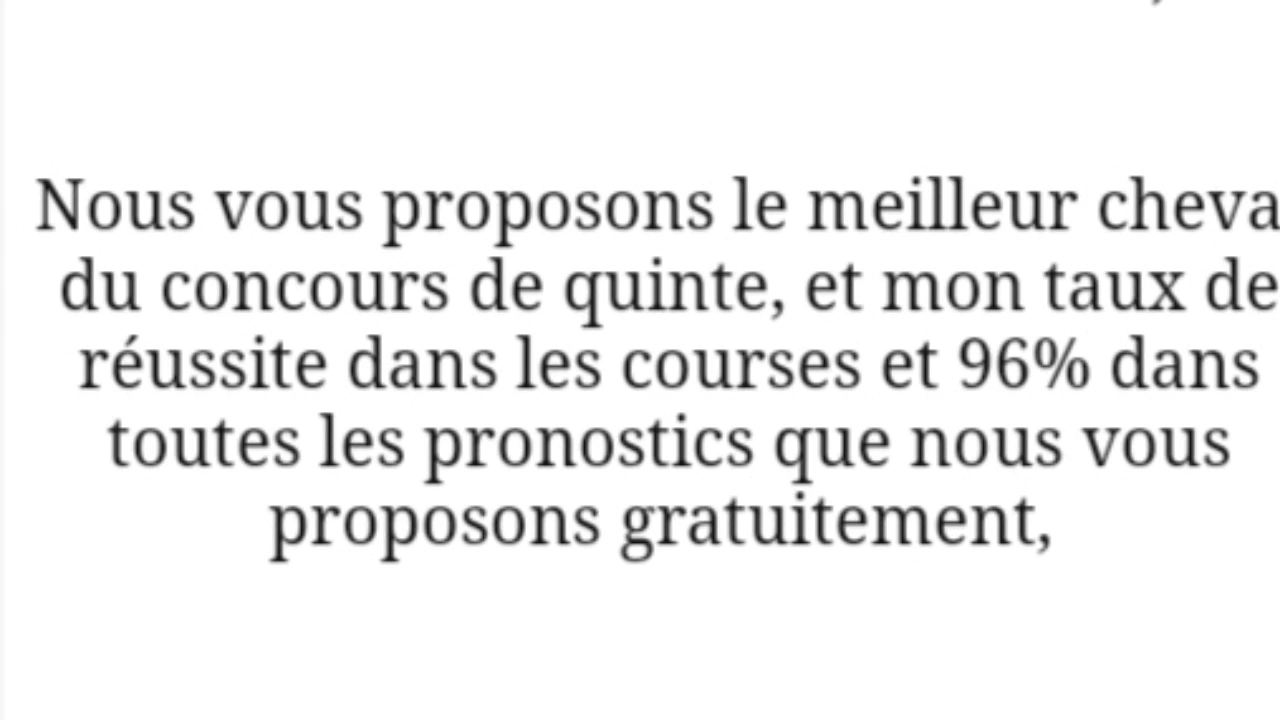 Nous vous proposons le meilleur cheva
du concours de quinte, et mon taux de
réussite dans les courses et 96% dans
toutes les pronostics que nous vous
proposons gratuitement,